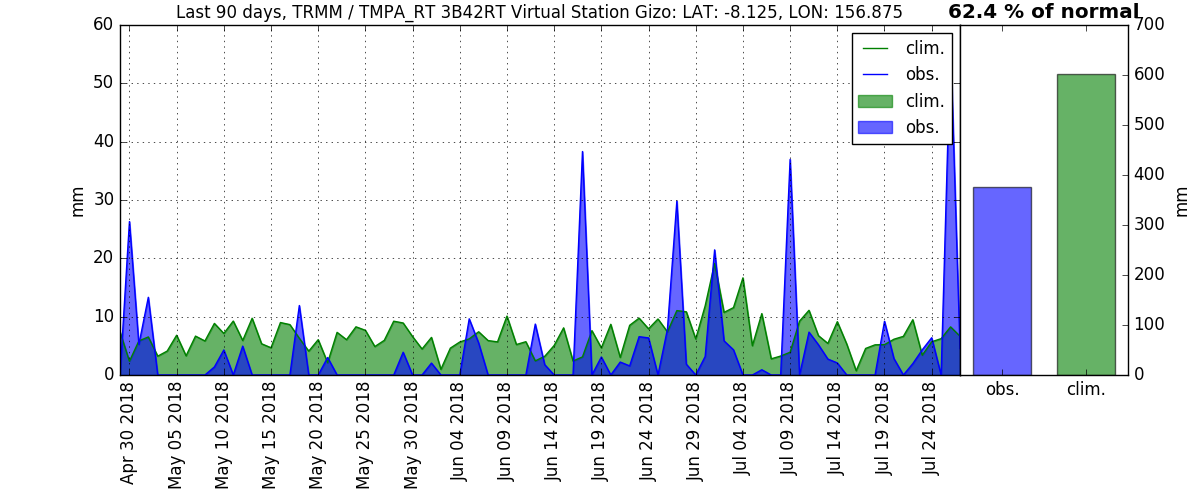 Last 90 days, TRMM / TMPA_RT 3B42RT Virtual Station Gizo: LAT: -8.125, LON: 156.875
62.4 % of normal
60
50
40
30
20
10
0
mm
clim.
obs.
clim.
obs.
700
600
500
400
300
200
100
0
mm
Apr 30 2018
May 05 2018
May 10 2018
May 15 2018
May 20 2018
May 25 2018
May 30 2018
Jun 04 2018
Jun 09 2018
Jun 14 2018
Jun 19 2018
Jun 24 2018
Jun 29 2018
Jul 04 2018
Jul 09 2018
Jul 14 2018
Jul 19 2018
Jul 24 2018
obs.
clim.